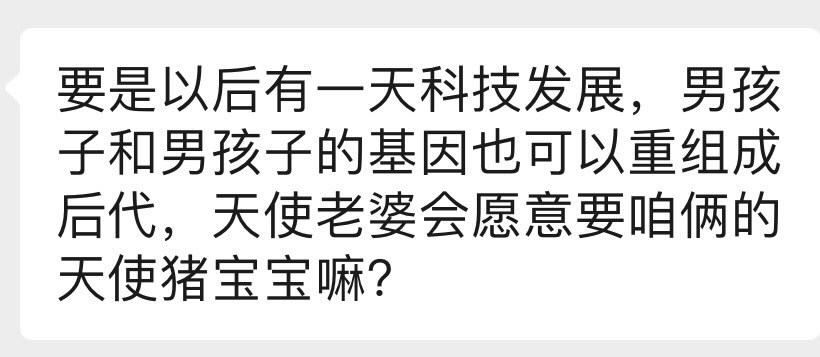 要是以后有一天科技发展，男孩
子和男孩子的基因也可以重组成
后代，天使老婆会愿意要咱俩的
天使猪宝宝嘛？